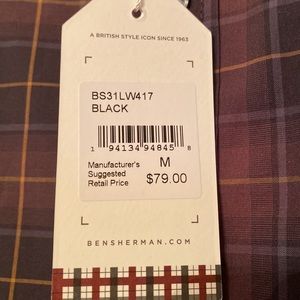 A BRITISH STYLE ICON SINCE 1963
BS31LW417
BLACK
1 94134 94845 8
Manufacturer's M
Suggested
Retail Price $79.00
BENSHERMAN.COM